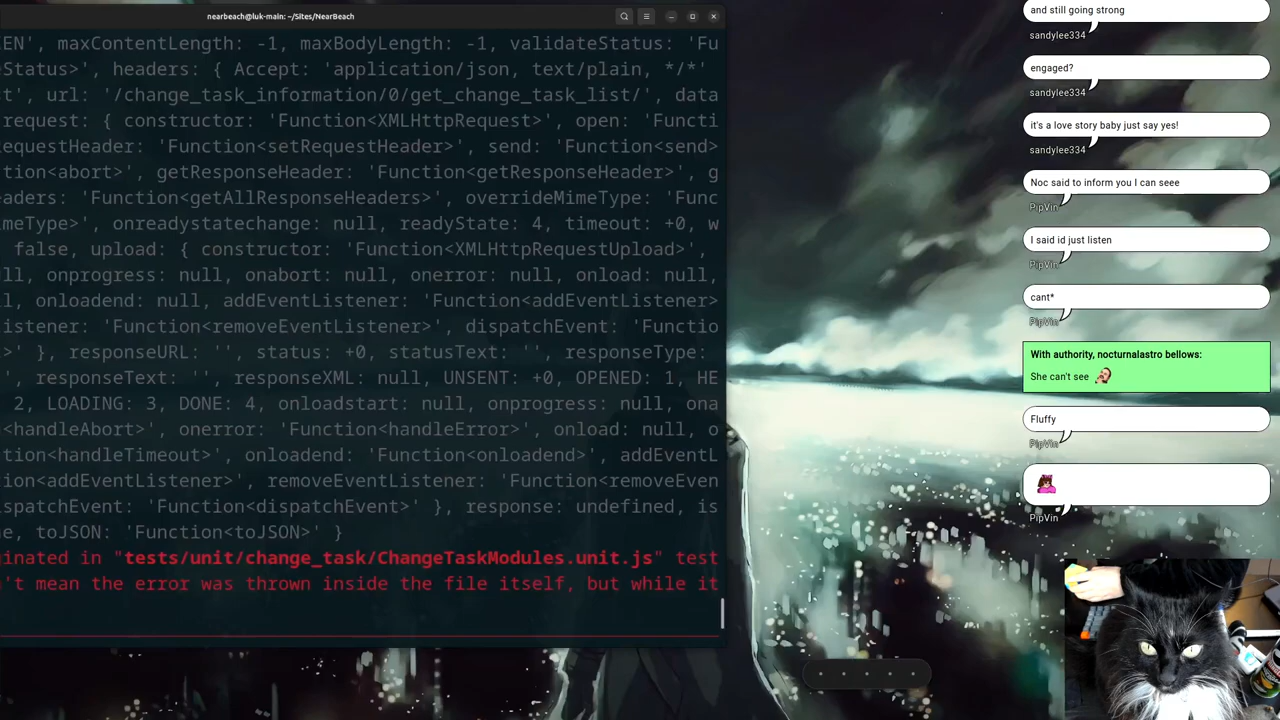 nearbeach@luk-main: ~/Sites/NearBeach
EN', maxContentLength: -1, maxBodyLength: -1, validateStatus: 'Fu
Status>', headers: { Accept: 'application/json, text/plain, */*'
t', url: '/change_task_information/0/get_change_task_list/', data
request: { constructor: 'Function<XMLHttpRequest>', open: 'Functi
equestHeader: 'Function<setRequestHeader>', send: 'Function<send>
tion<abort>', getResponseHeader: 'Function<getResponseHeader>', g
eaders: 'Function<getAllResponseHeaders>', overrideMimeType: 'Func
imeType>', onreadystatechange: null, readyState: 4, timeout: +0, w
false, upload: { constructor: 'Function<XMLHttpRequestUpload>',
ll, onprogress: null, onabort: null, onerror: null, onload: null,
l, onloadend: null, addEventListener: 'Function<addEventListener>
istener: 'Function<removeEventListener>', dispatchEvent: 'Functio
>' }, responseURL: '', status: +0, statusText: '', responseType:
', responseText: '', responseXML: null, UNSENT: +0, OPENED: 1, HE
2, LOADING: 3, DONE: 4, onloadstart: null, onprogress: null, ona
<handleAbort>', onerror: 'Function<handleError>', onload: null, o
tion<handleTimeout>', onloadend: 'Function<onloadend>', addEventL
ion<addEventListener>', removeEventListener: 'Function<removeEven
ispatchEvent: 'Function<dispatchEvent>' }, response: undefined, is
e, toJSON: 'Function<toJSON>' }
inated in "tests/unit/change_task/ChangeTaskModules.unit.js" test
't mean the error was thrown inside the file itself, but while it
and still going strong
sandylee334
engaged?
sandylee334
it's a love story baby just say yes!
sandylee334
Noc said to inform you I can seee
PipVin
I said id just listen
PipVin
cant*
PipVin
With authority, nocturnalastro bellows:
She can't see
Fluffy
PipVin
PipVin